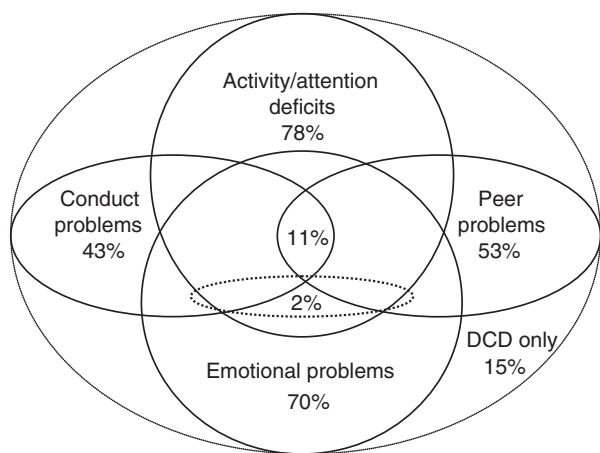 Activity/attention
deficits
78%
Conduct
problems
43%
11%
Peer
problems
53%
2%
DCD only
15%
Emotional problems
70%